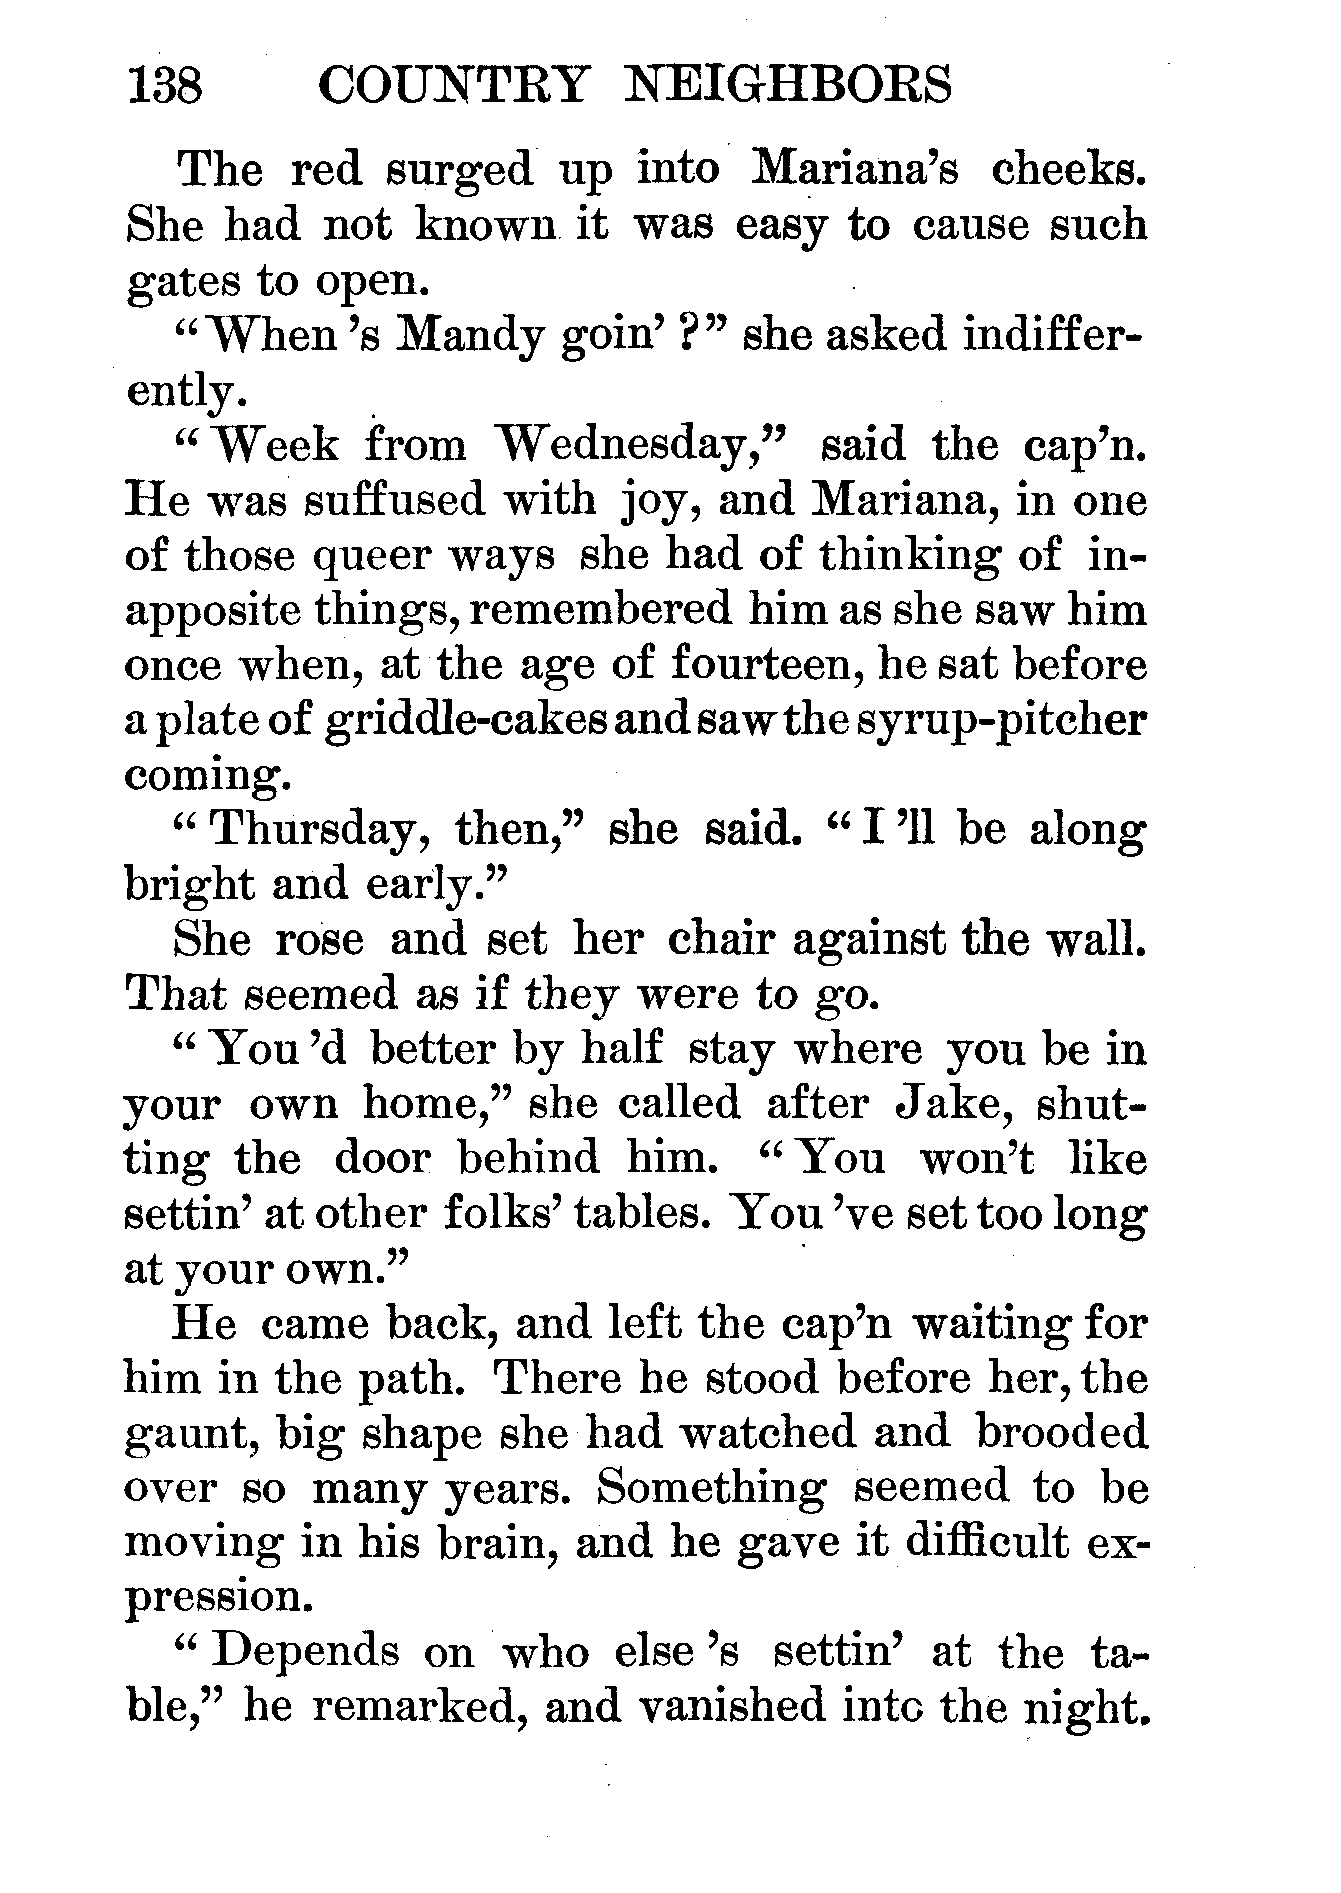 138 COUNTRY NEIGHBORS
The red surged up into Mariana's cheeks.
She had not known it was easy to cause such
gates to open.
"When 's Mandy goin' ?" she asked indiffer-
ently.
"Week from Wednesday," said the cap'n.
He was suffused with joy, and Mariana, in one
of those queer ways she had of thinking of in-
apposite things, remembered him as she saw him
once when, at the age of fourteen, he sat before
a plate of griddle-cakes and saw the syrup-pitcher
coming.
"Thursday, then," she said. "I 'll be along
bright and early."
She rose and set her chair against the wall.
That seemed as if they were to go.
"You 'd better by half stay where you be in
your own home," she called after Jake, shut-
ting the door behind him. "You won't like
settin' at other folks' tables. You 've set too long
at your own."
He came back, and left the cap'n waiting for
him in the path. There he stood before her, the
gaunt, big shape she had watched and brooded
over so many years. Something seemed to be
moving in his brain, and he gave it difficult ex-
pression.
"Depends on who else 's settin' at the ta-
ble," he remarked, and vanished into the night.